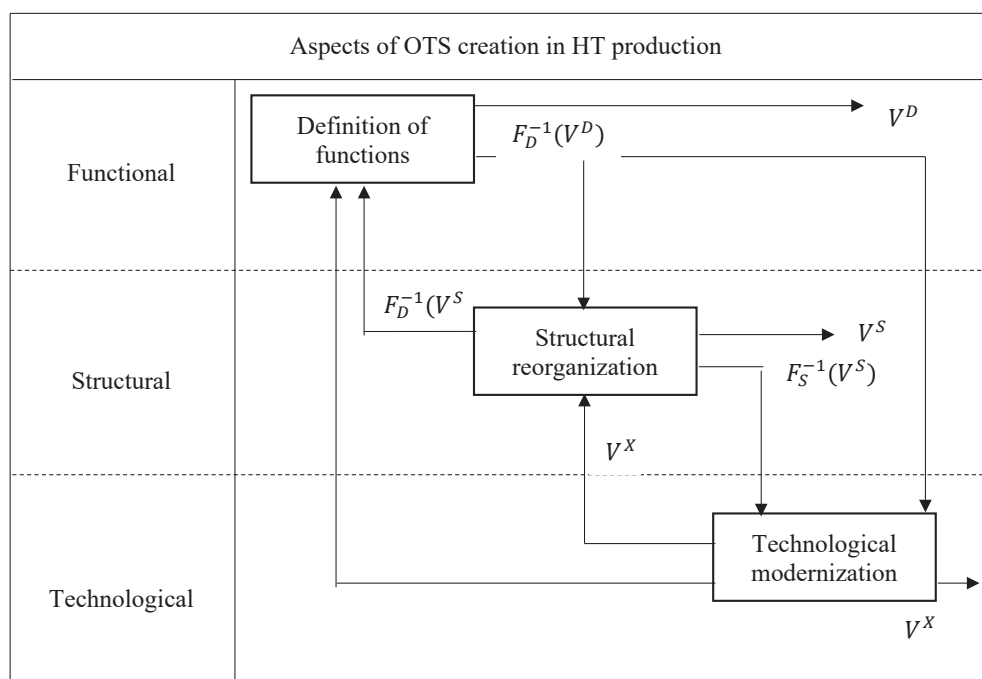 Aspects of OTS creation in HT production
Functional
Definition of
functions
$V^D$
$F_D^{-1}(V^D)$
Structural
$F_D^{-1}(V^S$
Structural
reorganization
$V^S$
$F_S^{-1}(V^S)$
$V^X$
Technological
Technological
modernization
$V^X$